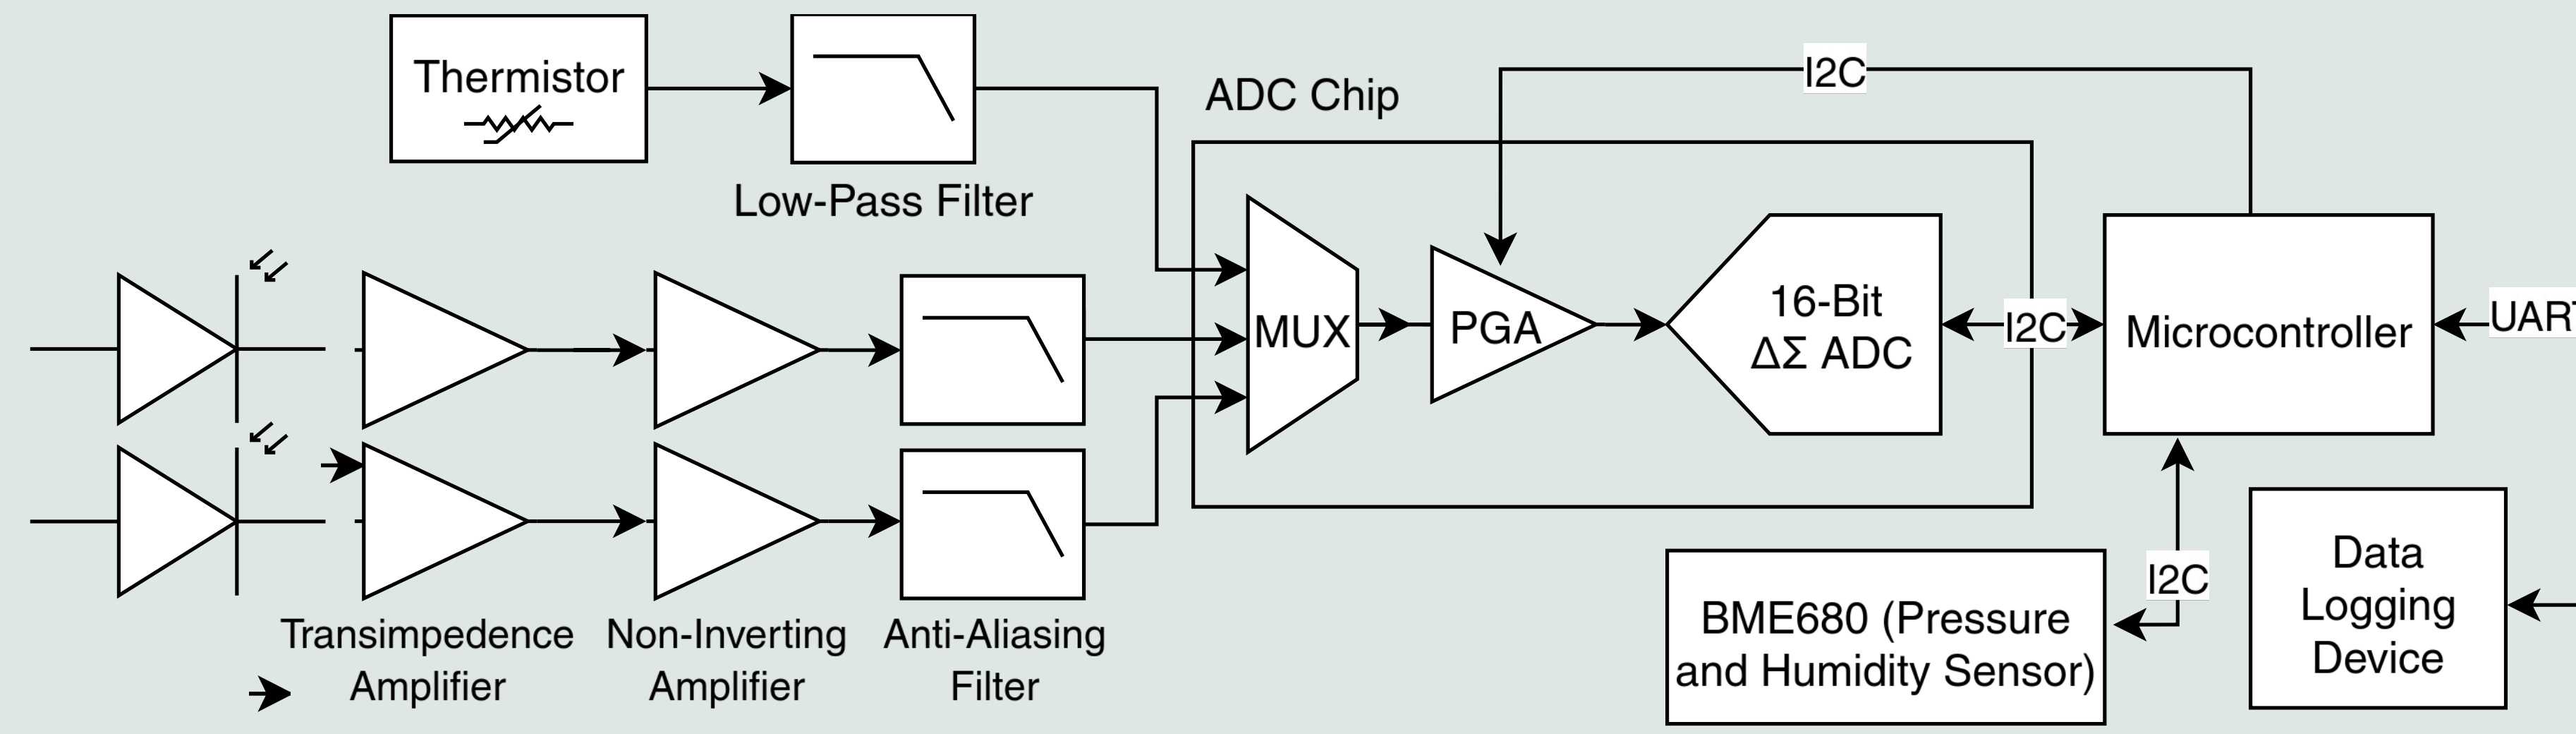 Thermistor
Low-Pass Filter
ADC Chip
I2C
MUX
PGA
16-Bit
ΔΣ ADC
I2C
Microcontroller
UART
Transimpedence
Amplifier
Non-Inverting
Amplifier
Anti-Aliasing
Filter
BME680 (Pressure
and Humidity Sensor)
I2C
Data
Logging
Device